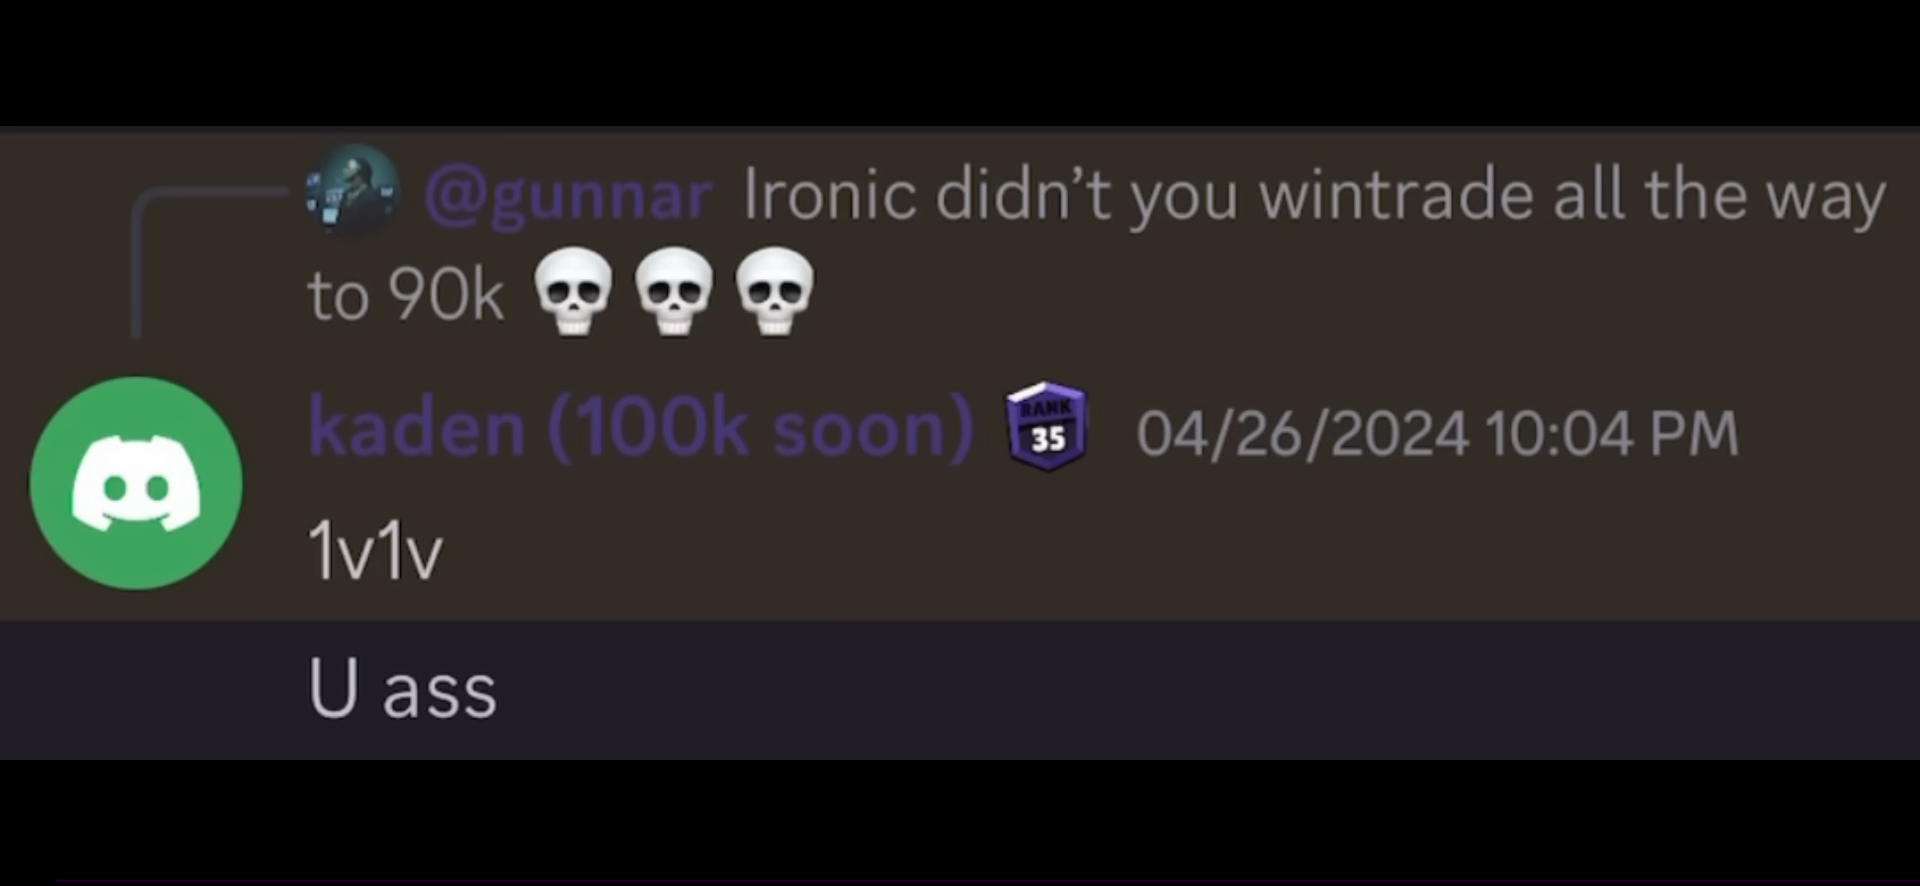 @gunnar Ironic didn’t you wintrade all the way
to 90k 💀💀💀
kaden (100k soon) RANK 35 04/26/2024 10:04 PM
1v1v
U ass